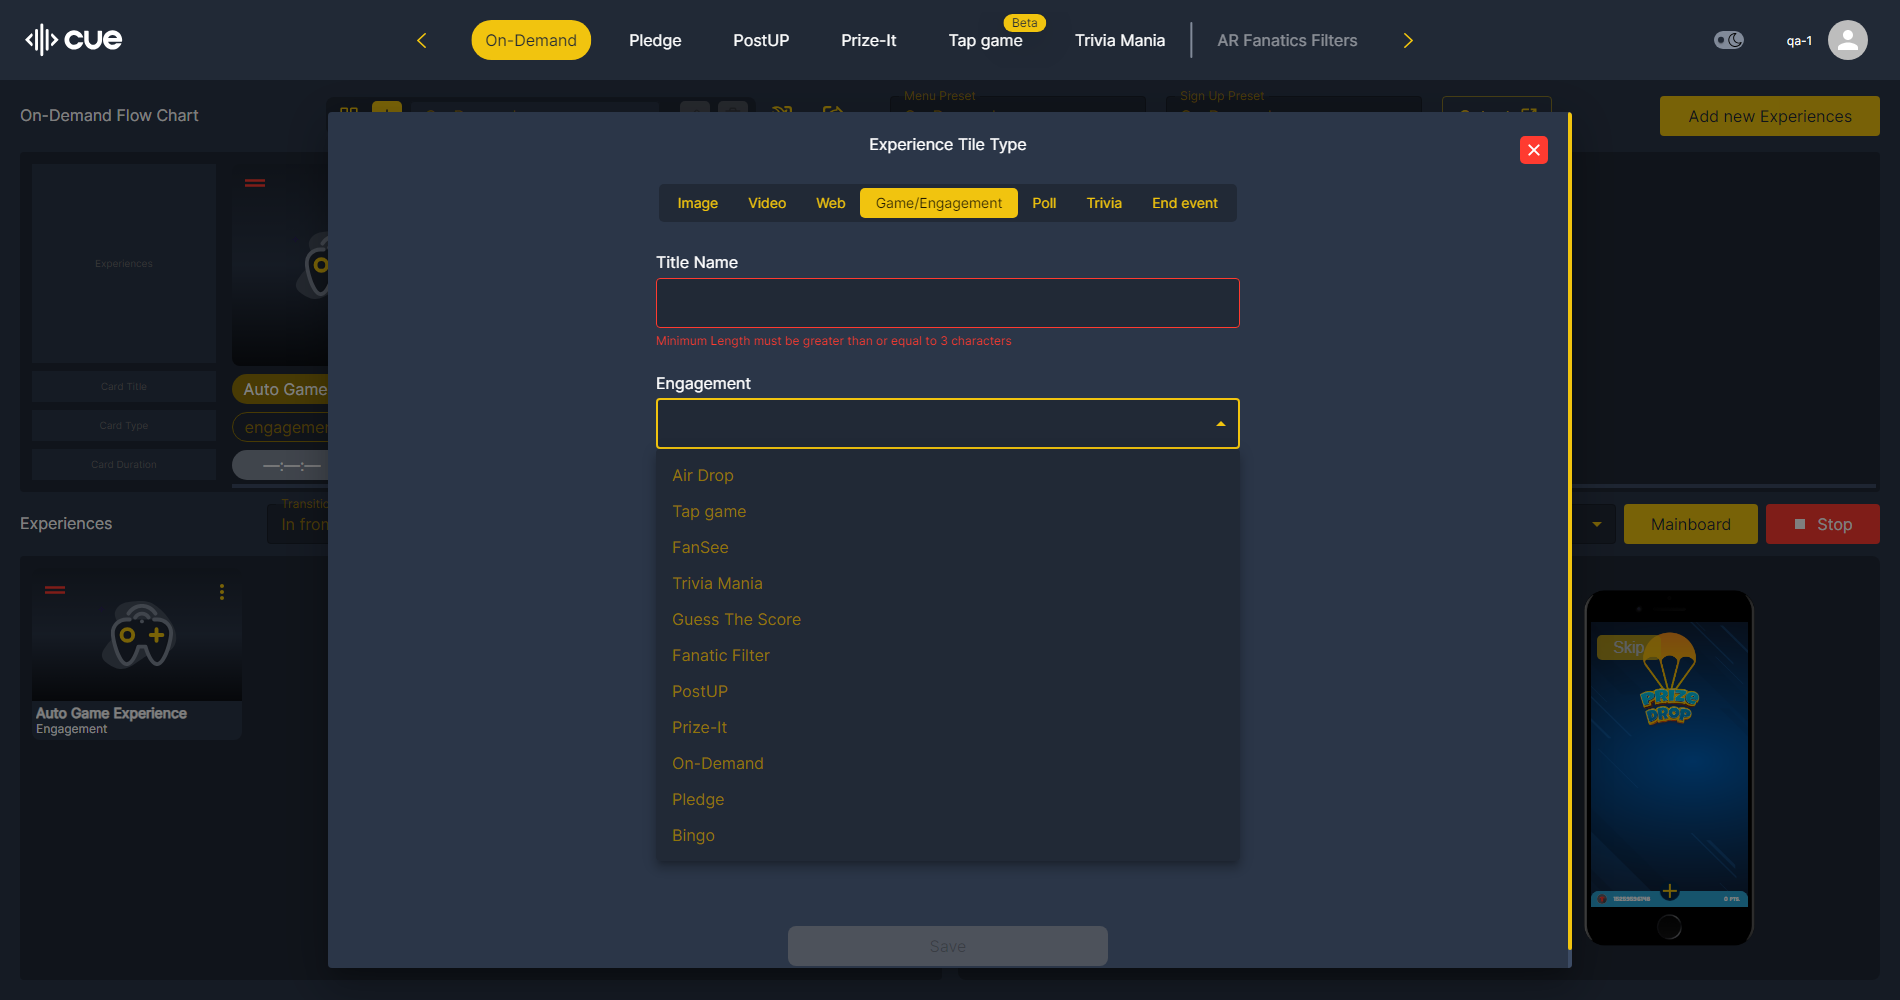 cue
On-Demand
Pledge
PostUP
Prize-It
Tap game
Beta
Trivia Mania
AR Fanatics Filters
qa-1
On-Demand Flow Chart
Menu Preset
Sign Up Preset
Add new Experiences
Experience Tile Type
Image
Video
Web
Game/Engagement
Poll
Trivia
End event
Experiences
Title Name
Minimum Length must be greater than or equal to 3 characters
Card Title
Auto Game
Engagement
Card Type
engagemen
Card Duration
—:—:—
Air Drop
Tap game
FanSee
Trivia Mania
Guess The Score
Fanatic Filter
PostUP
Prize-It
On-Demand
Pledge
Bingo
Save
Experiences
Transitio
In from
Mainboard
Stop
Auto Game Experience
Engagement
Skip
PRIZE
DROP